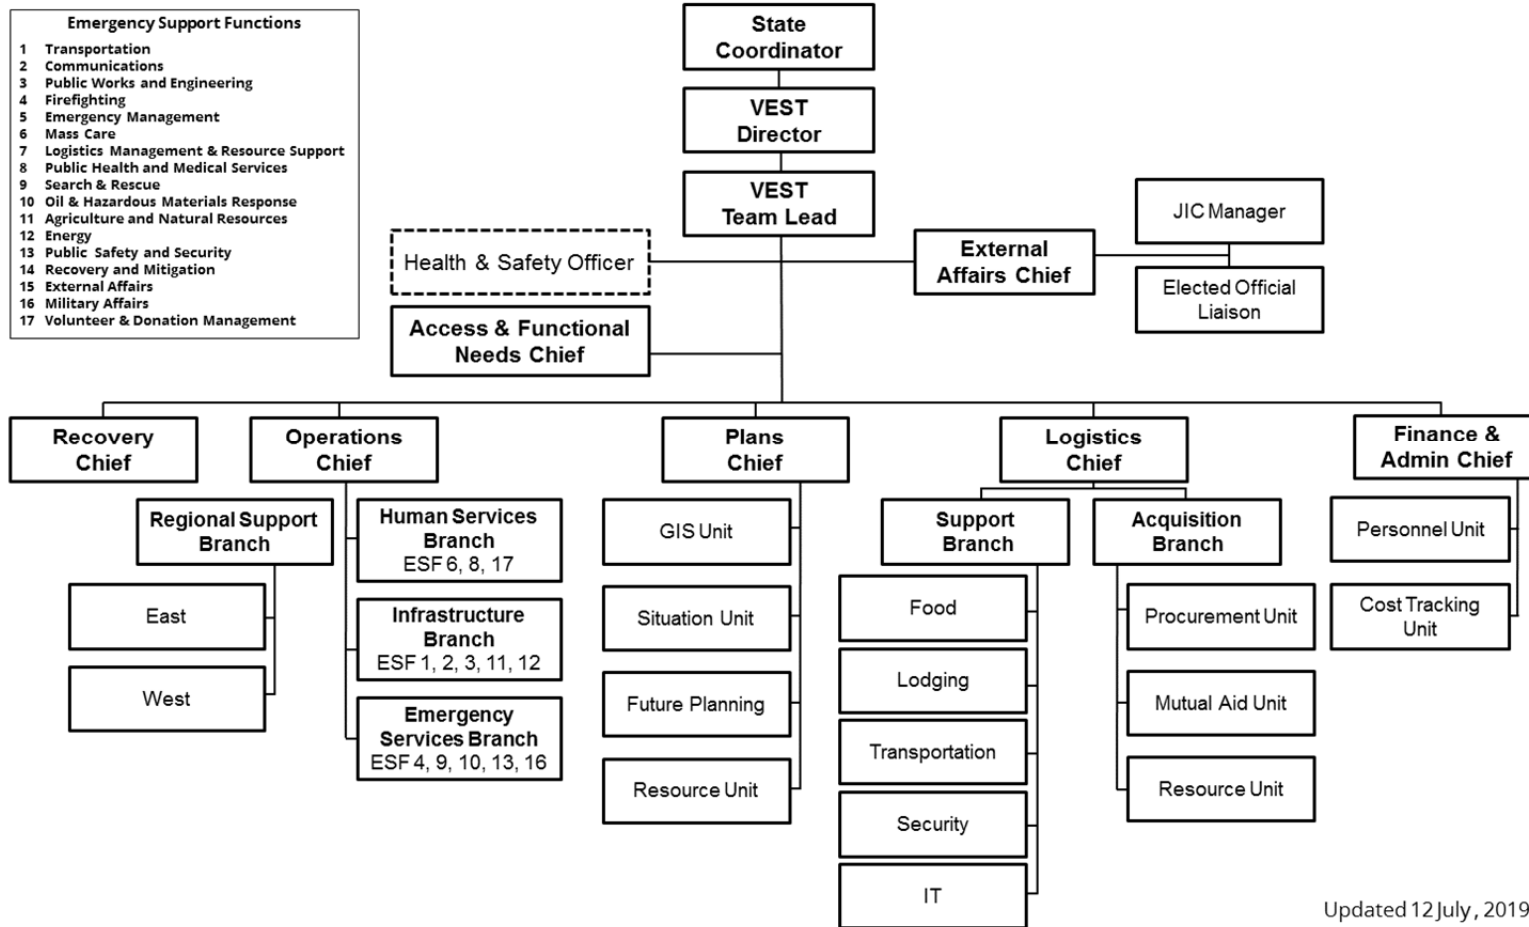 Emergency Support Functions
1 Transportation
2 Communications
3 Public Works and Engineering
4 Firefighting
5 Emergency Management
6 Mass Care
7 Logistics Management & Resource Support
8 Public Health and Medical Services
9 Search & Rescue
10 Oil & Hazardous Materials Response
11 Agriculture and Natural Resources
12 Energy
13 Public Safety and Security
14 Recovery and Mitigation
15 External Affairs
16 Military Affairs
17 Volunteer & Donation Management
State
Coordinator
VEST
Director
VEST
Team Lead
Health & Safety Officer
Access & Functional
Needs Chief
External
Affairs Chief
JIC Manager
Elected Official
Liaison
Recovery
Chief
Operations
Chief
Plans
Chief
Logistics
Chief
Finance &
Admin Chief
Regional Support
Branch
East
West
Human Services
Branch
ESF 6, 8, 17
Infrastructure
Branch
ESF 1, 2, 3, 11, 12
Emergency
Services Branch
ESF 4, 9, 10, 13, 16
GIS Unit
Situation Unit
Future Planning
Resource Unit
Support
Branch
Food
Lodging
Transportation
Security
IT
Acquisition
Branch
Procurement Unit
Mutual Aid Unit
Resource Unit
Personnel Unit
Cost Tracking
Unit
Updated 12 July, 2019